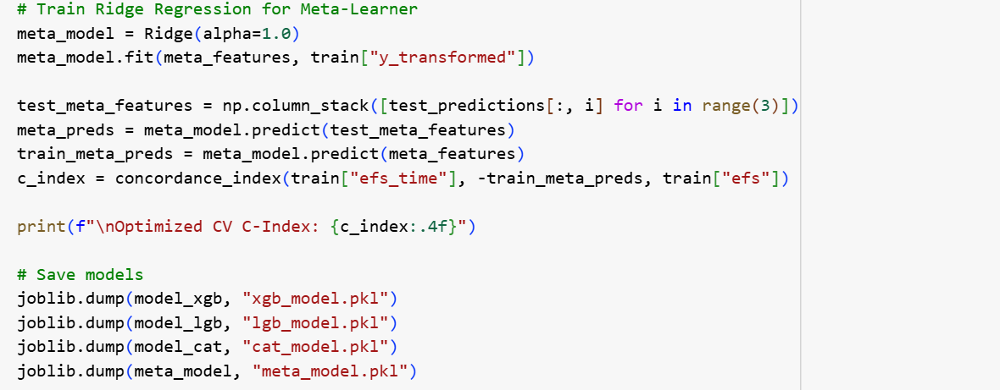 # Train Ridge Regression for Meta-Learner
meta_model = Ridge(alpha=1.0)
meta_model.fit(meta_features, train["y_transformed"])
test_meta_features = np.column_stack([test_predictions[:, i] for i in range(3)])
meta_preds = meta_model.predict(test_meta_features)
train_meta_preds = meta_model.predict(meta_features)
c_index = concordance_index(train["efs_time"], -train_meta_preds, train["efs"])
print(f"\nOptimized CV C-Index: {c_index:.4f}")
# Save models
joblib.dump(model_xgb, "xgb_model.pkl")
joblib.dump(model_lgb, "lgb_model.pkl")
joblib.dump(model_cat, "cat_model.pkl")
joblib.dump(meta_model, "meta_model.pkl")